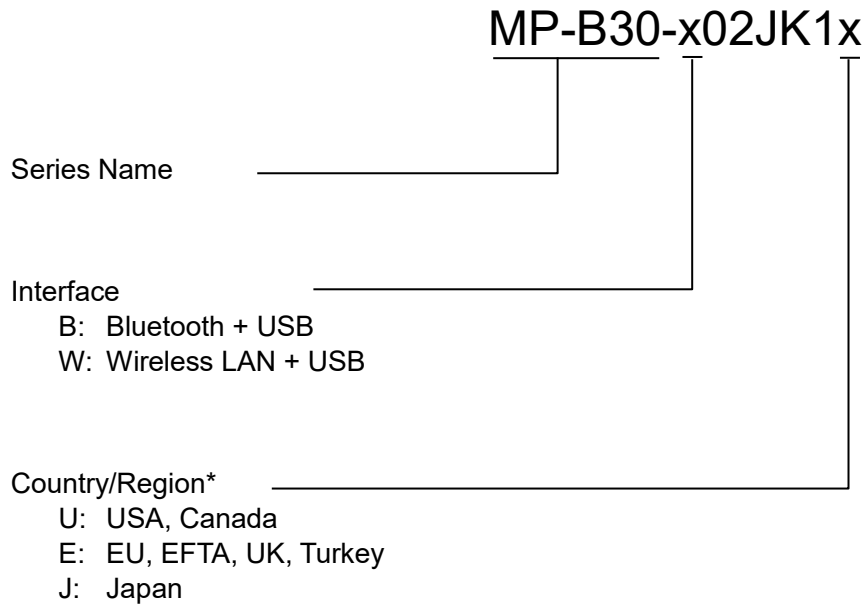 MP-B30-x02JK1x
Series Name
Interface
B: Bluetooth + USB
W: Wireless LAN + USB
Country/Region*
U: USA, Canada
E: EU, EFTA, UK, Turkey
J: Japan